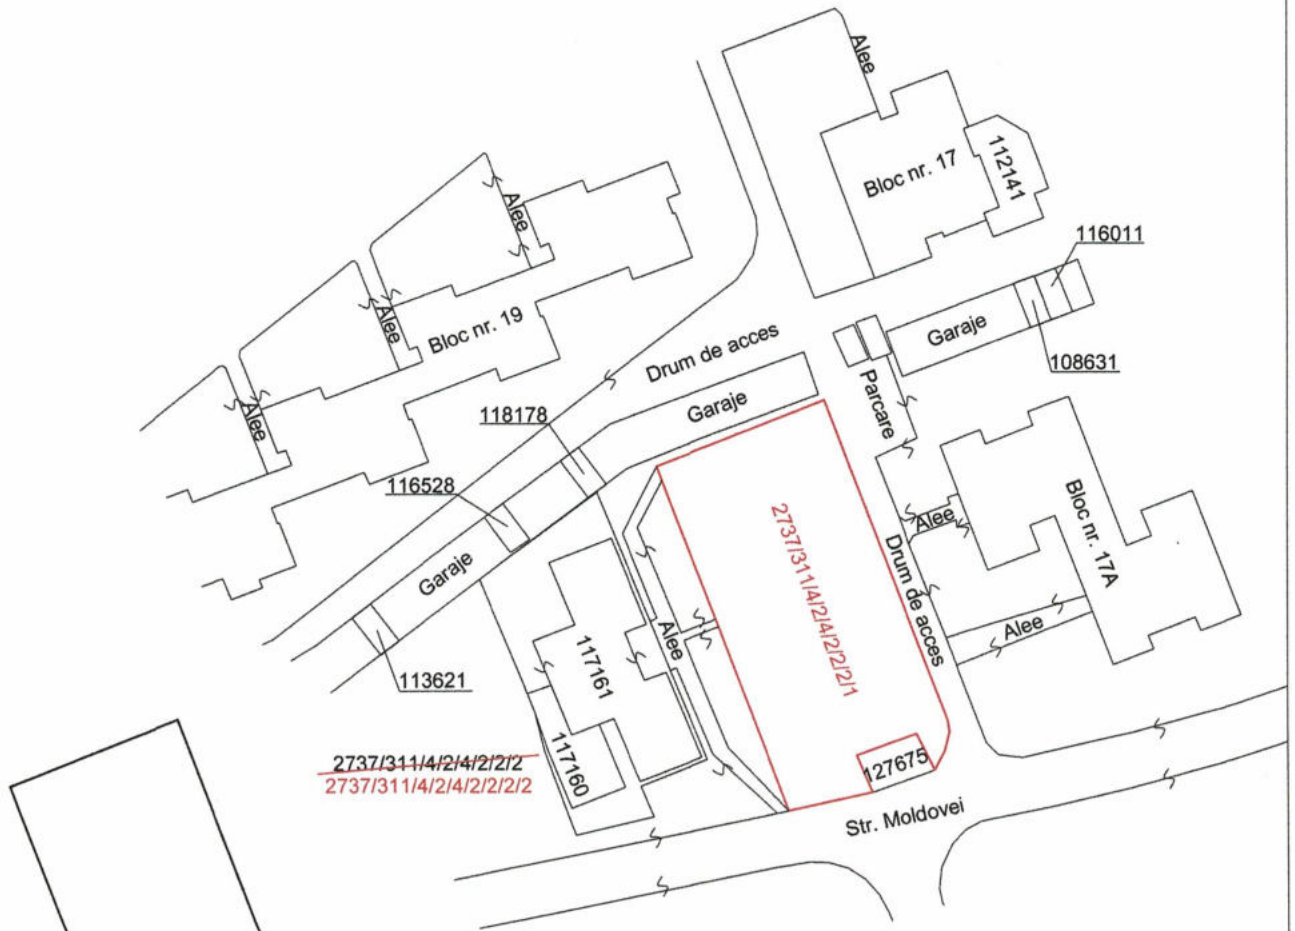 Alee
Bloc nr. 17
112141
Alee
116011
Alee
Bloc nr. 19
Garaje
Drum de acces
108631
Parcare
Garaje
Alee
118178
116528
Bloc nr. 17A
Alee
2737/311/4/2/4/2/2/2/1
Drum de acces
Garaje
Alee
Alee
117161
113621
117160
2737/311/4/2/4/2/2/2
2737/311/4/2/4/2/2/2/2
127675
Str. Moldovei